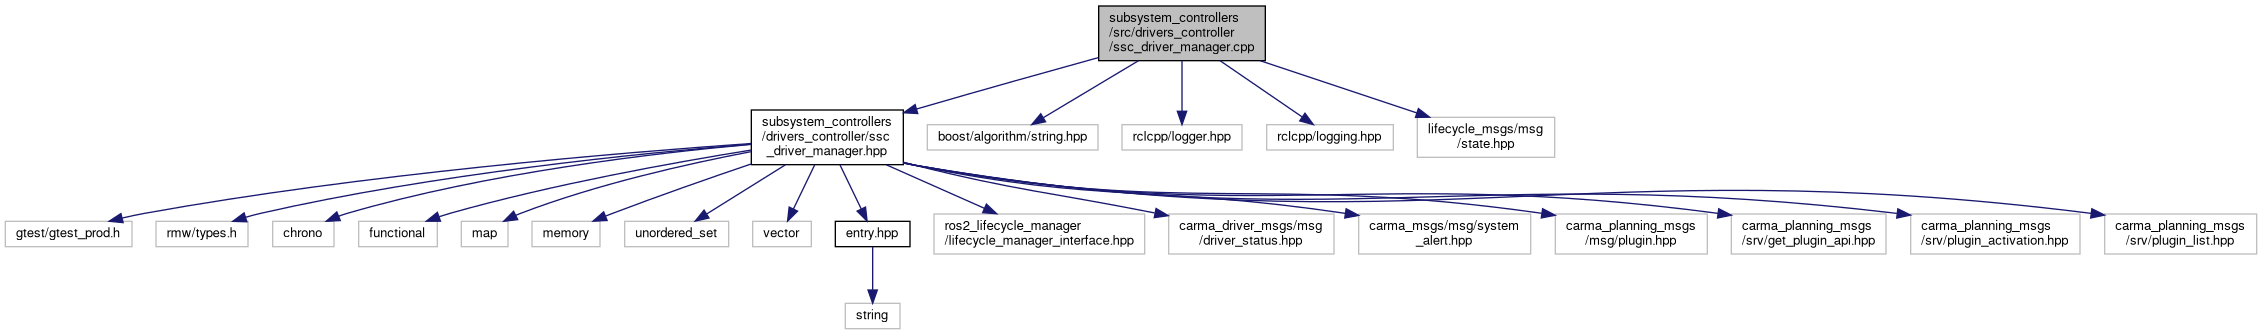 subsystem_controllers
/src/drivers_controller
/ssc_driver_manager.cpp
subsystem_controllers
/drivers_controller/ssc
_driver_manager.hpp
boost/algorithm/string.hpp
rclcpp/logger.hpp
rclcpp/logging.hpp
lifecycle_msgs/msg
/state.hpp
gtest/gtest_prod.h
rmw/types.h
chrono
functional
map
memory
unordered_set
vector
entry.hpp
ros2_lifecycle_manager
/lifecycle_manager_interface.hpp
carma_driver_msgs/msg
/driver_status.hpp
carma_msgs/msg/system
_alert.hpp
carma_planning_msgs
/msg/plugin.hpp
carma_planning_msgs
/srv/get_plugin_api.hpp
carma_planning_msgs
/srv/plugin_activation.hpp
carma_planning_msgs
/srv/plugin_list.hpp
string